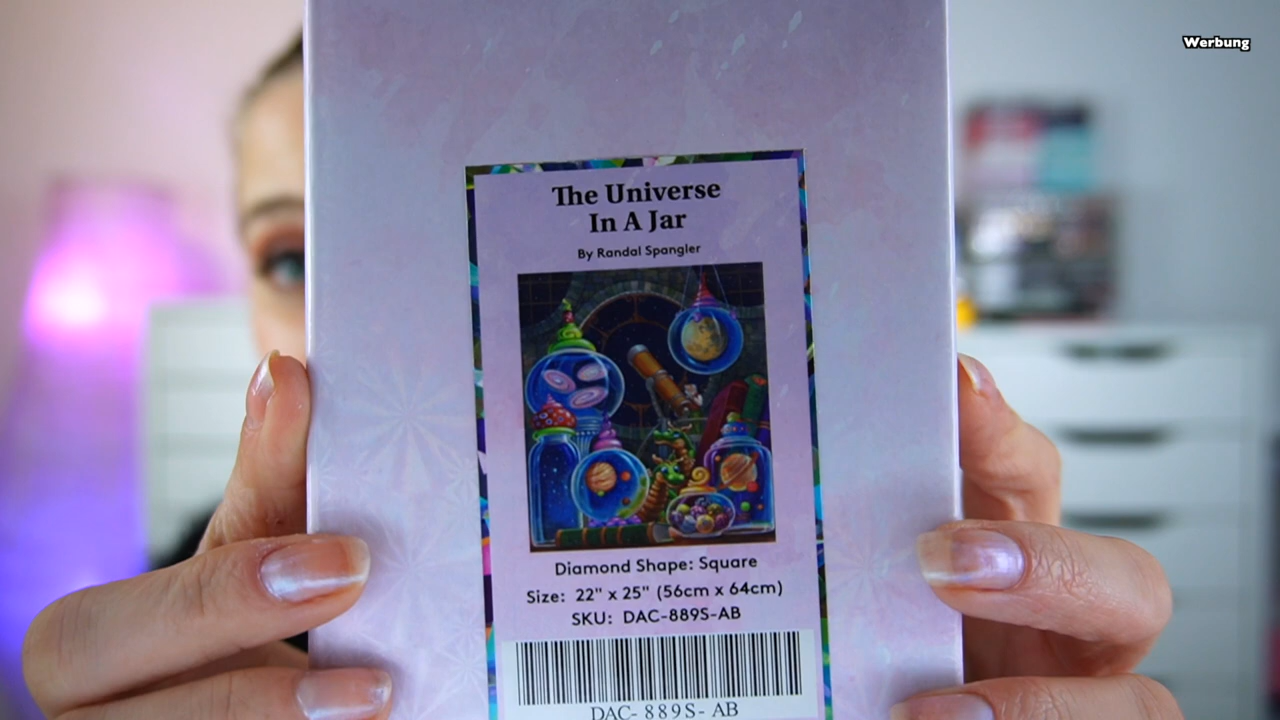 Werbung
The Universe
In A Jar
By Randal Spangler
Diamond Shape: Square
Size: 22" x 25" (56cm x 64cm)
SKU: DAC-889S-AB
DAC- 889S- AB